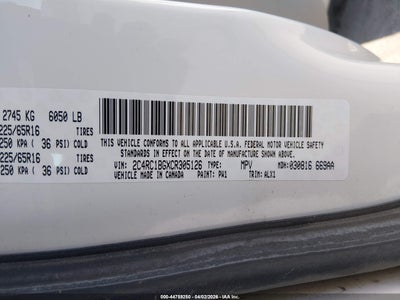 2745 KG 6050 LB
225/65R16 TIRES
250 KPA ( 36 PSI) COLD
225/65R16 TIRES
250 KPA ( 36 PSI) COLD
THIS VEHICLE CONFORMS TO ALL APPLICABLE U.S.A. FEDERAL MOTOR VEHICLE SAFETY
STANDARDS IN EFFECT ON THE DATE OF MANUFACTURE SHOWN ABOVE
VIN: 2C4RC1BGXCR305126 MPV MDH: 030816 669AA
VEHICLE MADE IN CANADA PAINT: PW1 TRIM: ALX1
000-44789250 - 04/02/2026 - IAA Inc.